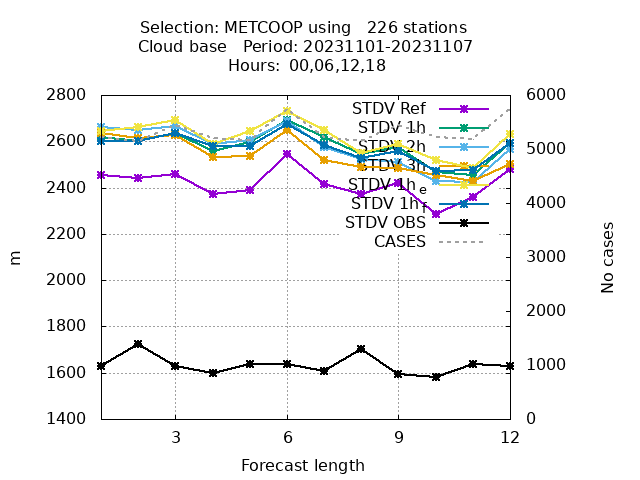 Selection: METCOOP using 226 stations
Cloud base Period: 20231101-20231107
Hours: 00,06,12,18
2800
2600
2400
2200
2000
1800
1600
1400
m
6000
5000
4000
3000
2000
1000
0
No cases
STDV Ref
STDV 1h
STDV 2h
STDV 3h
STDV 1h_e
STDV 1h_f
STDV OBS
CASES
3 6 9 12
Forecast length